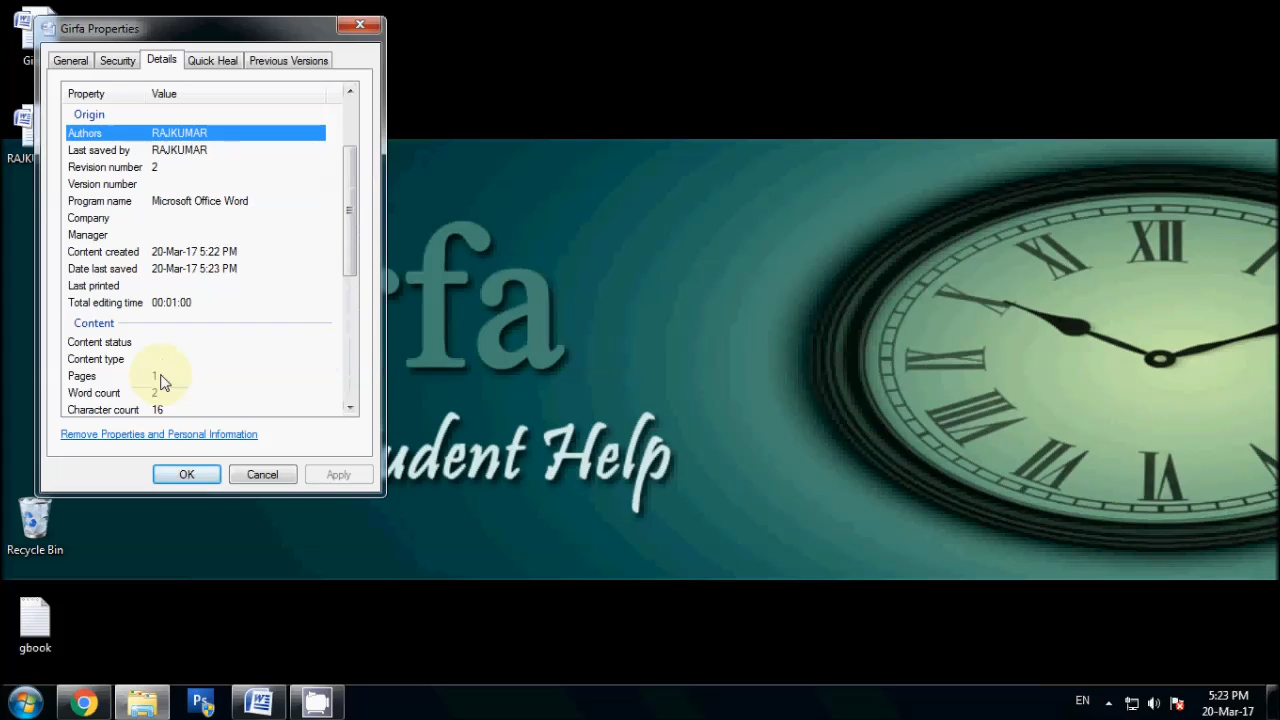 Girfa Properties
General Security Details Quick Heal Previous Versions
Property Value
Origin
Authors RAJKUMAR
Last saved by RAJKUMAR
Revision number 2
Version number
Program name Microsoft Office Word
Company
Manager
Content created 20-Mar-17 5:22 PM
Date last saved 20-Mar-17 5:23 PM
Last printed
Total editing time 00:01:00
Content
Content status
Content type
Pages 1
Word count 2
Character count 16
Remove Properties and Personal Information
OK Cancel Apply
rfa
udent Help
XII
X
IX
VIII
VII
VI
Recycle Bin
gbook
Ps
W
EN
5:23 PM
20-Mar-17